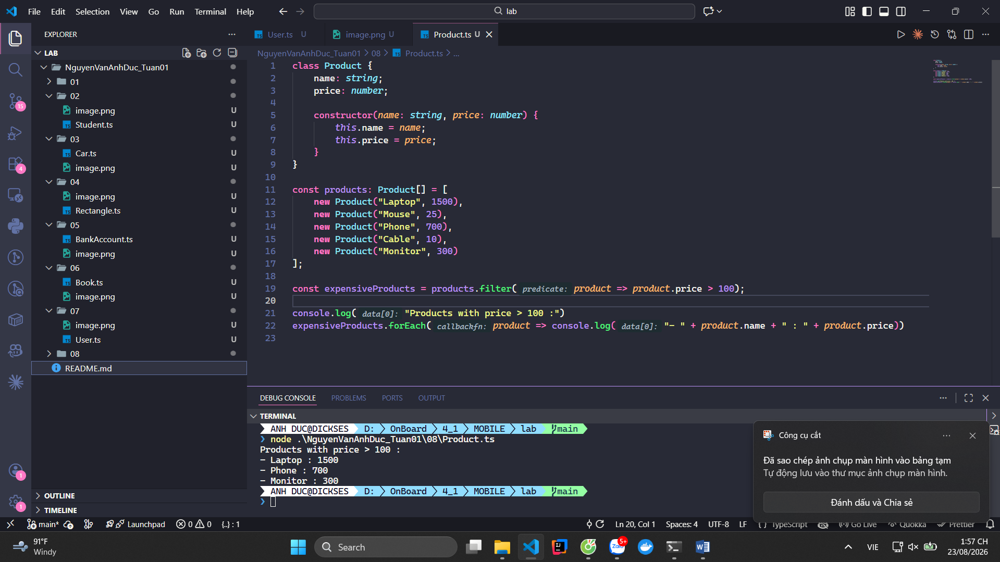 File Edit Selection View Go Run Terminal Help
lab
EXPLORER
LAB
NguyenVanAnhDuc_Tuan01
01
02
image.png U
Student.ts U
03
Car.ts U
image.png U
04
image.png U
Rectangle.ts U
05
BankAccount.ts U
image.png U
06
Book.ts U
image.png U
07
image.png U
User.ts U
08
README.md
OUTLINE
TIMELINE
15
4
1
1
User.ts U
image.png U
Product.ts U
NguyenVanAnhDuc_Tuan01 > 08 > Product.ts > ...
1 class Product {
2 name: string;
3 price: number;
4
5 constructor(name: string, price: number) {
6 this.name = name;
7 this.price = price;
8 }
9 }
10
11 const products: Product[] = [
12 new Product("Laptop", 1500),
13 new Product("Mouse", 25),
14 new Product("Phone", 700),
15 new Product("Cable", 10),
16 new Product("Monitor", 300)
17 ];
18
19 const expensiveProducts = products.filter( predicate: product => product.price > 100);
20
21 console.log( data[0]: "Products with price > 100 :")
22 expensiveProducts.forEach( callbackfn: product => console.log( data[0]: "- " + product.name + " : " + product.price))
23
DEBUG CONSOLE PROBLEMS PORTS OUTPUT
TERMINAL
ANH DUC@DICKSES D: OnBoard 4_1 MOBILE lab main
❯ node .\NguyenVanAnhDuc_Tuan01\08\Product.ts
Products with price > 100 :
- Laptop : 1500
- Phone : 700
- Monitor : 300
ANH DUC@DICKSES D: OnBoard 4_1 MOBILE lab main
❯
Công cụ cắt
Đã sao chép ảnh chụp màn hình vào bảng tạm
Tự động lưu vào thư mục ảnh chụp màn hình.
Đánh dấu và Chia sẻ
main* Launchpad 0 0 {..} : 1 Ln 20, Col 1 Spaces: 4 UTF-8 LF {} TypeScript Go Live Quokka Prettier
91°F
Windy
Search
5+
Zalo
VIE
1:57 CH
23/08/2026